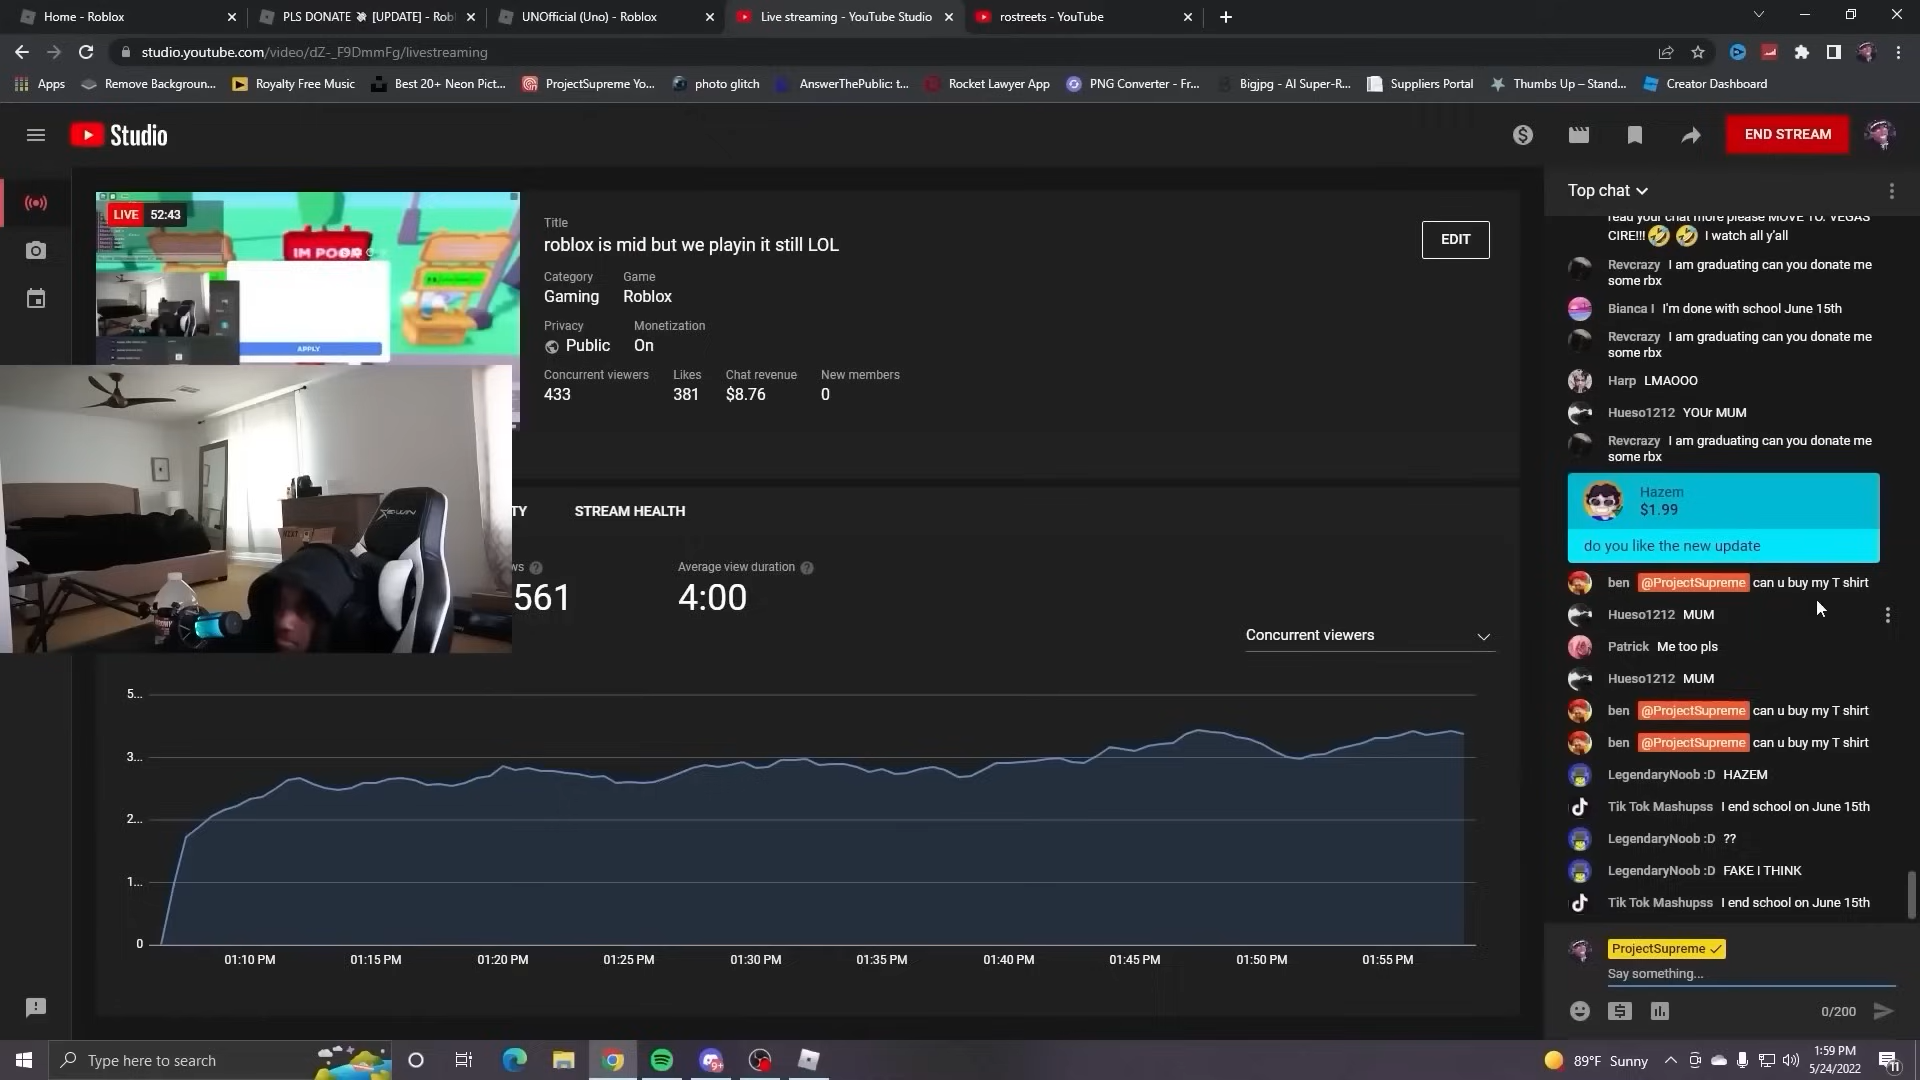 Home - Roblox
PLS DONATE [UPDATE] - Rob
UNOfficial (Uno) - Roblox
Live streaming - YouTube Studio
rostreets - YouTube
studio.youtube.com/video/dZ-_F9DmmFg/livestreaming
Apps
Remove Backgroun...
Royalty Free Music
Best 20+ Neon Pict...
ProjectSupreme Yo...
photo glitch
AnswerThePublic: t...
Rocket Lawyer App
PNG Converter - Fr...
Bigjpg - AI Super-R...
Suppliers Portal
Thumbs Up – Stand...
Creator Dashboard
Studio
END STREAM
LIVE 52:43
IM POOR
APPLY
Title
roblox is mid but we playin it still LOL
EDIT
Category Game
Gaming Roblox
Privacy Monetization
Public On
Concurrent viewers Likes Chat revenue New members
433 381 $8.76 0
TY STREAM HEALTH
ws Average view duration
561 4:00
Concurrent viewers
5...
3...
2...
1...
0
01:10 PM 01:15 PM 01:20 PM 01:25 PM 01:30 PM 01:35 PM 01:40 PM 01:45 PM 01:50 PM 01:55 PM
Top chat
read your chat more please MOVE TO: VEGAS
CIRE!!! I watch all y'all
Revcrazy I am graduating can you donate me
some rbx
Bianca I I'm done with school June 15th
Revcrazy I am graduating can you donate me
some rbx
Harp LMAOOO
Hueso1212 YOUr MUM
Revcrazy I am graduating can you donate me
some rbx
Hazem
$1.99
do you like the new update
ben @ProjectSupreme can u buy my T shirt
Hueso1212 MUM
Patrick Me too pls
Hueso1212 MUM
ben @ProjectSupreme can u buy my T shirt
ben @ProjectSupreme can u buy my T shirt
LegendaryNoob :D HAZEM
Tik Tok Mashupss I end school on June 15th
LegendaryNoob :D ??
LegendaryNoob :D FAKE I THINK
Tik Tok Mashupss I end school on June 15th
ProjectSupreme
Say something...
0/200
Type here to search
9+
89°F Sunny
1:59 PM
5/24/2022
11